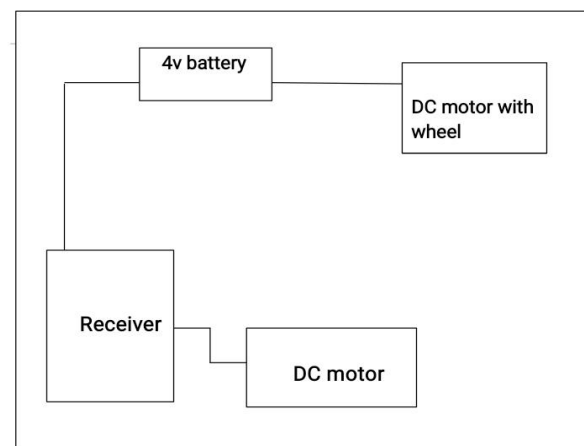 4v battery
DC motor with
wheel
Receiver
DC motor